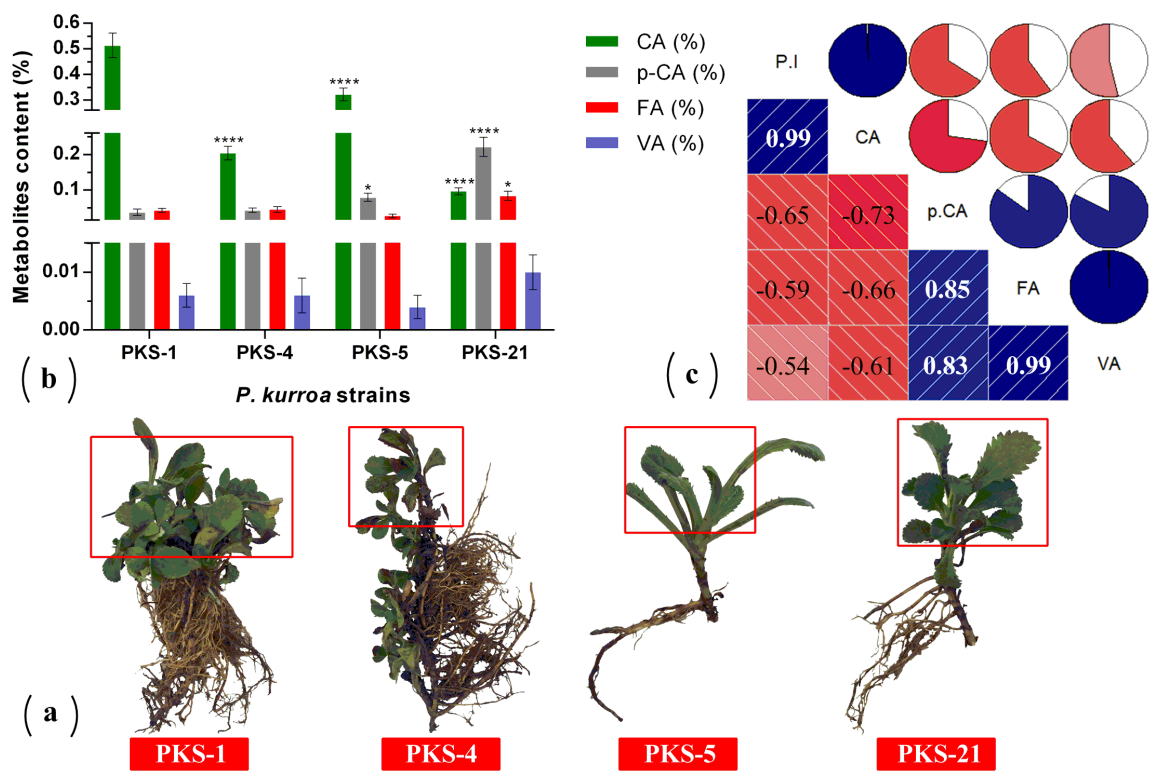 0.6
0.5
0.4
0.3
0.2
0.1
0.01
0.00
Metabolites content (%)
****
****
****
*
****
*
PKS-1 PKS-4 PKS-5 PKS-21
P. kurroa strains
(b)
CA (%)
p-CA (%)
FA (%)
VA (%)
P.I
0.99 CA
-0.65 -0.73 p.CA
-0.59 -0.66 0.85 FA
-0.54 -0.61 0.83 0.99 VA
(c)
(a)
PKS-1 PKS-4 PKS-5 PKS-21